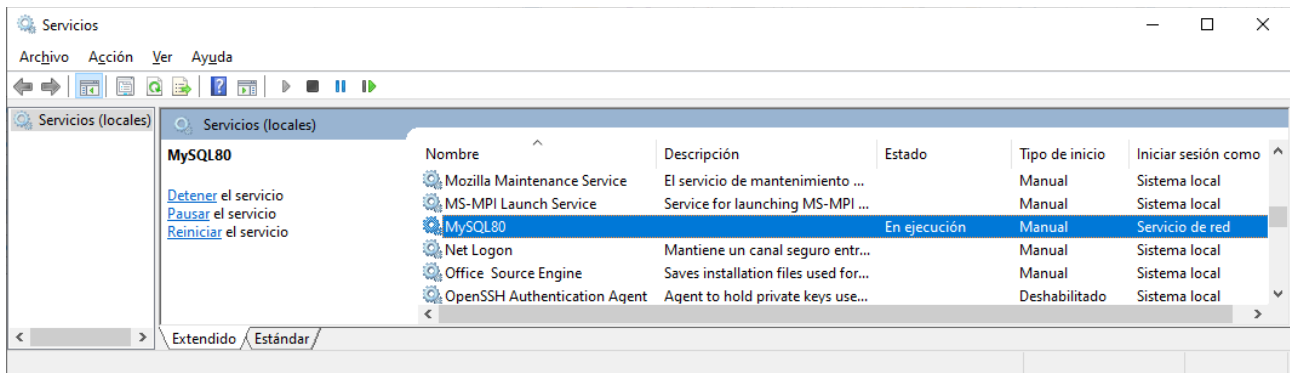 Servicios
Archivo Acción Ver Ayuda
Servicios (locales)
Servicios (locales)
MySQL80
Detener el servicio
Pausar el servicio
Reiniciar el servicio
Nombre Descripción Estado Tipo de inicio Iniciar sesión como
Mozilla Maintenance Service El servicio de mantenimiento ... Manual Sistema local
MS-MPI Launch Service Service for launching MS-MPI ... Manual Sistema local
MySQL80 En ejecución Manual Servicio de red
Net Logon Mantiene un canal seguro entr... Manual Sistema local
Office Source Engine Saves installation files used for... Manual Sistema local
OpenSSH Authentication Agent Agent to hold private keys use... Deshabilitado Sistema local
Extendido Estándar